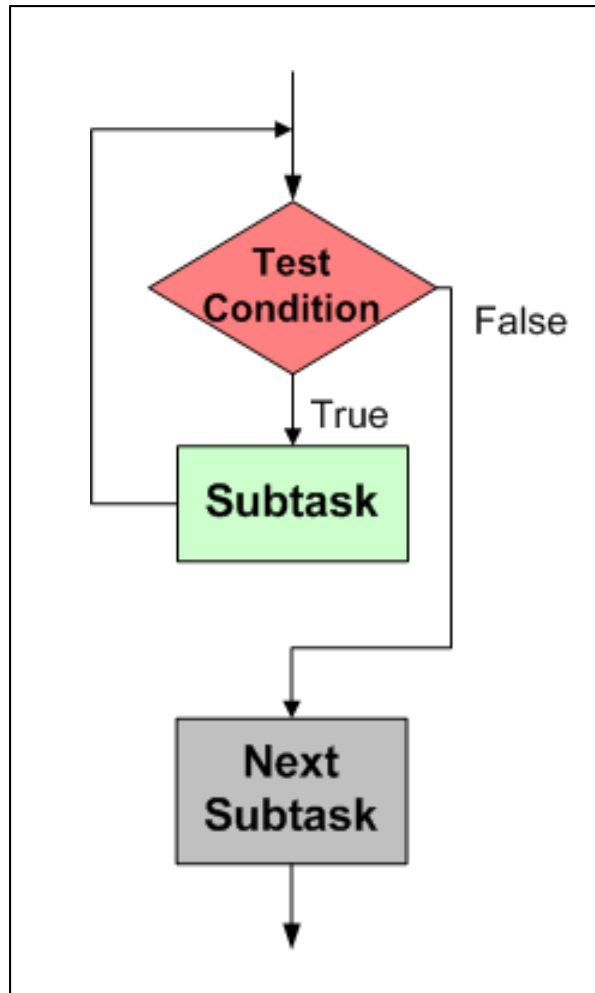 Test
Condition
False
True
Subtask
Next
Subtask